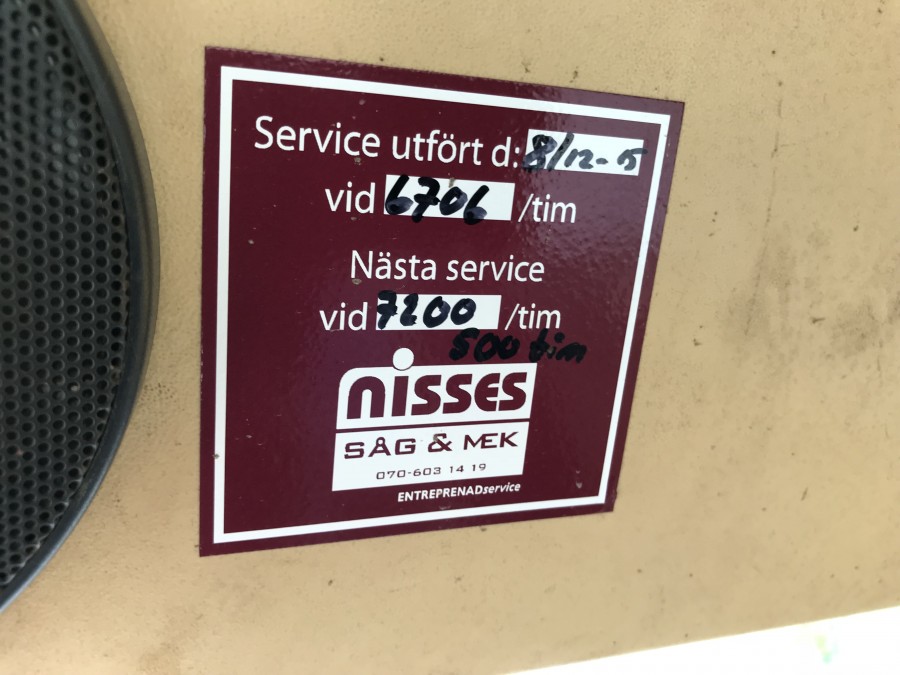 Service utfört d: 8/12-15
vid 6706 /tim
Nästa service
vid 7200 /tim
500 tim
nisses
SÅG & MEK
070-603 14 19
ENTREPRENADservice